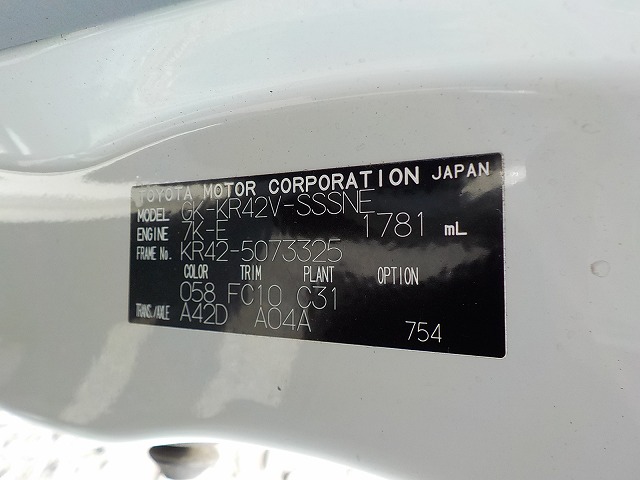 TOYOTA MOTOR CORPORATION JAPAN
MODEL GK-KR42V-SSSNE
ENGINE 7K-E 1781 mL
FRAME No. KR42-5073325
COLOR TRIM PLANT OPTION
058 FC10 C31
TRANS./AXLE A42D A04A 754